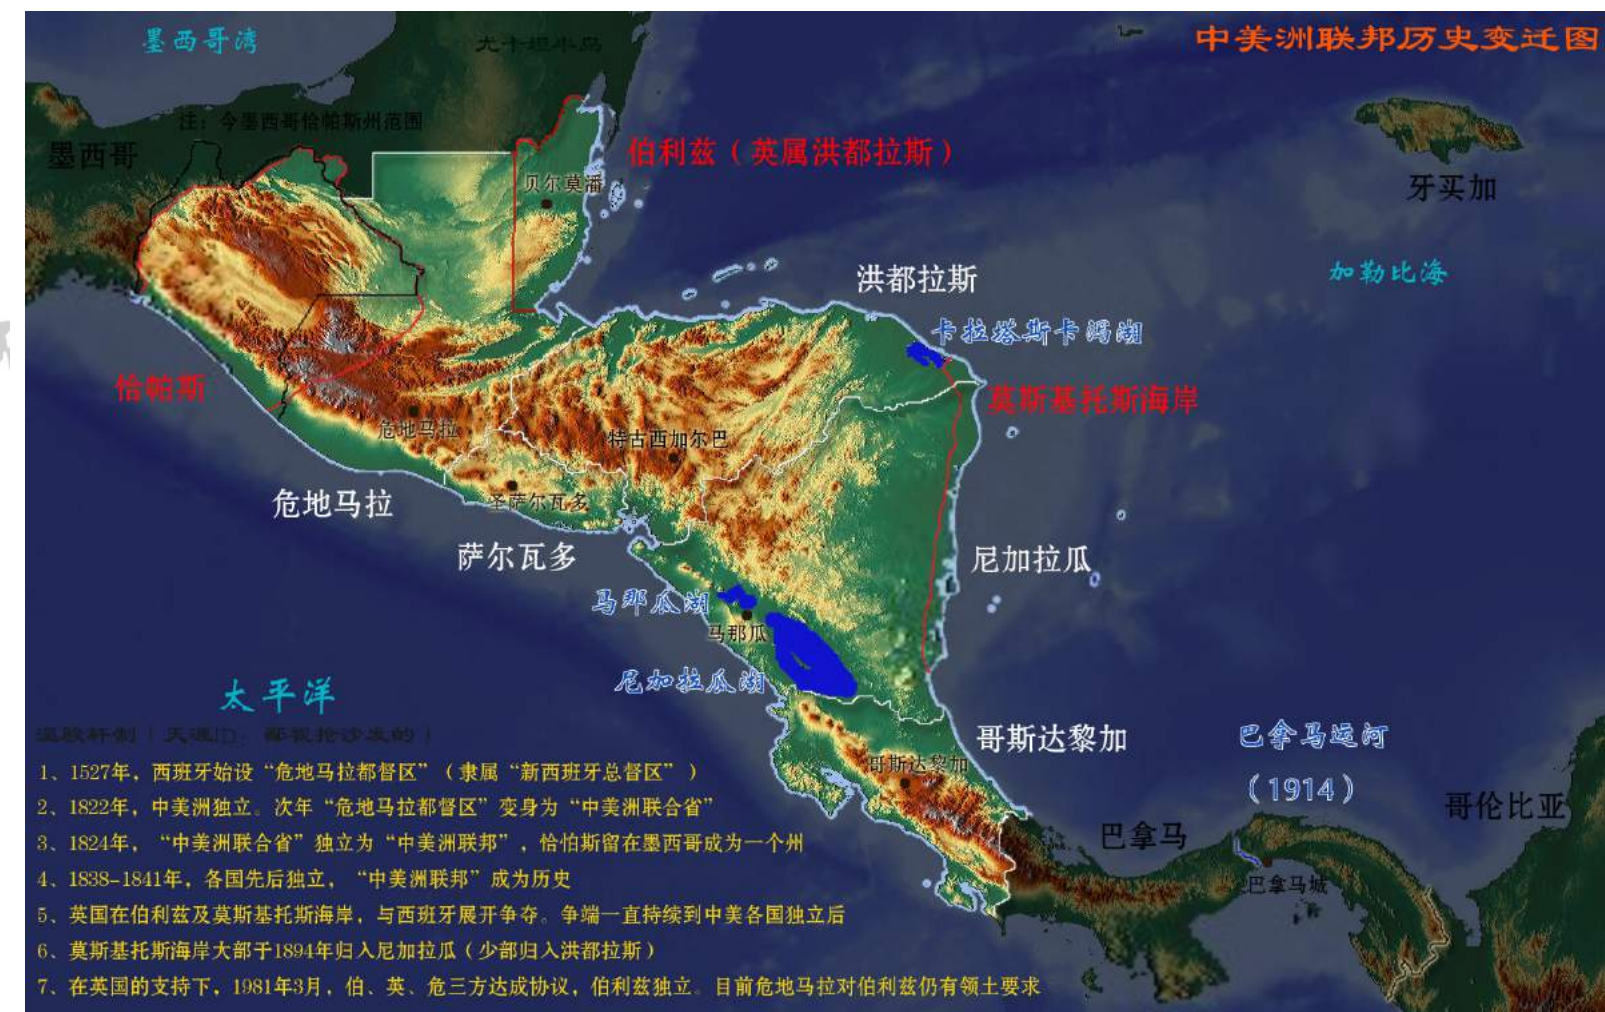 中美洲联邦历史变迁图
墨西哥湾
尤卡坦半岛
注：今墨西哥恰帕斯州范围
墨西哥
伯利兹（英属洪都拉斯）
贝尔莫潘
牙买加
加勒比海
洪都拉斯
卡拉塔斯卡泻湖
恰帕斯
莫斯基托斯海岸
危地马拉
特古西加尔巴
圣萨尔瓦多
危地马拉
萨尔瓦多
尼加拉瓜
马那瓜湖
马那瓜
尼加拉瓜湖
太平洋
哥斯达黎加
哥斯达黎加
巴拿马运河
（1914）
哥伦比亚
巴拿马
巴拿马城
1、1527年，西班牙始设“危地马拉都督区”（隶属“新西班牙总督区”）
2、1822年，中美洲独立。次年“危地马拉都督区”变身为“中美洲联合省”
3、1824年，“中美洲联合省”独立为“中美洲联邦”，恰怕斯留在墨西哥成为一个州
4、1838-1841年，各国先后独立，“中美洲联邦”成为历史
5、英国在伯利兹及莫斯基托斯海岸，与西班牙展开争夺。争端一直持续到中美各国独立后
6、莫斯基托斯海岸大部于1894年归入尼加拉瓜（少部归入洪都拉斯）
7、在英国的支持下，1981年3月，伯、英、危三方达成协议，伯利兹独立。目前危地马拉对伯利兹仍有领土要求